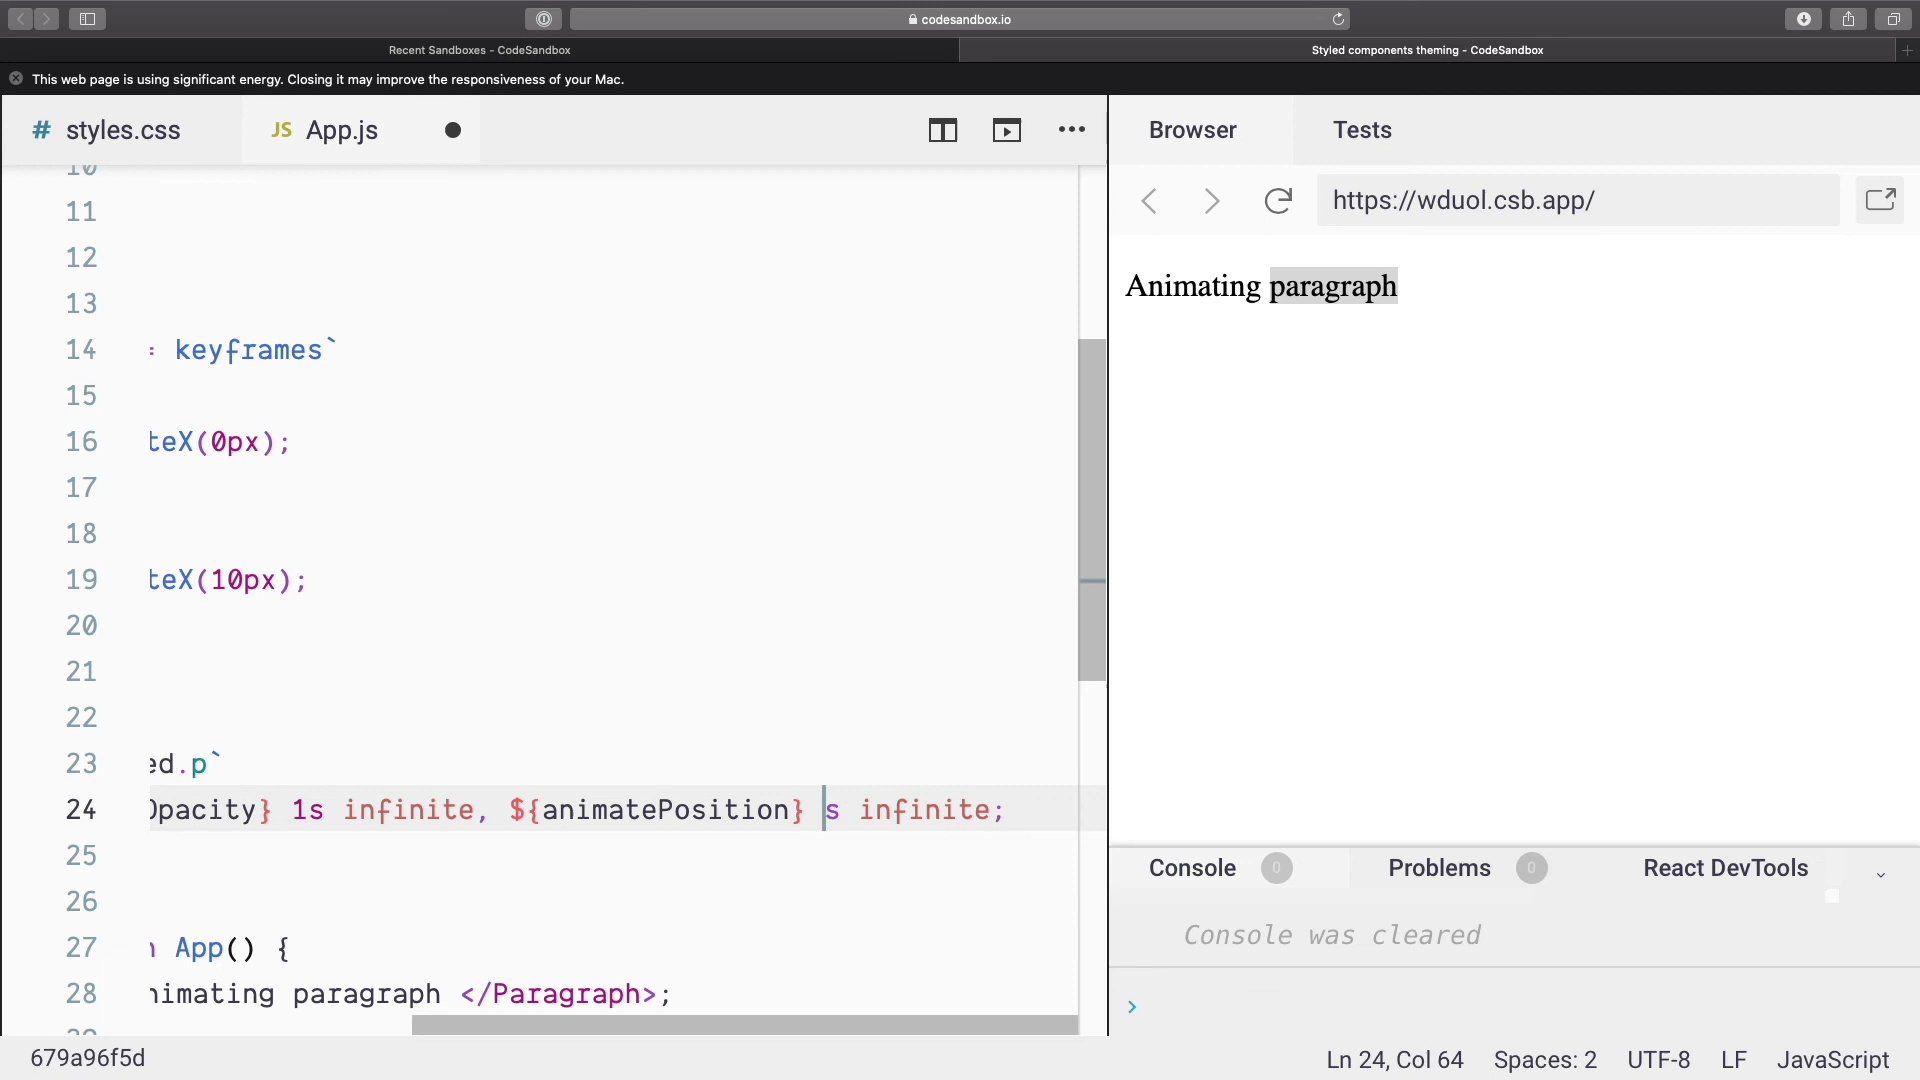 codesandbox.io
Recent Sandboxes - CodeSandbox
Styled components theming - CodeSandbox
This web page is using significant energy. Closing it may improve the responsiveness of your Mac.
# styles.css
JS App.js
Browser
Tests
https://wduol.csb.app/
Animating paragraph
10
11
12
13
14 = keyframes`
15
16 teX(0px);
17
18
19 teX(10px);
20
21
22
23 ed.p`
24 Opacity} 1s infinite, ${animatePosition} s infinite;
25
26
27 n App() {
28 nimating paragraph </Paragraph>;
Console 0
Problems 0
React DevTools
Console was cleared
679a96f5d
Ln 24, Col 64
Spaces: 2
UTF-8
LF
JavaScript